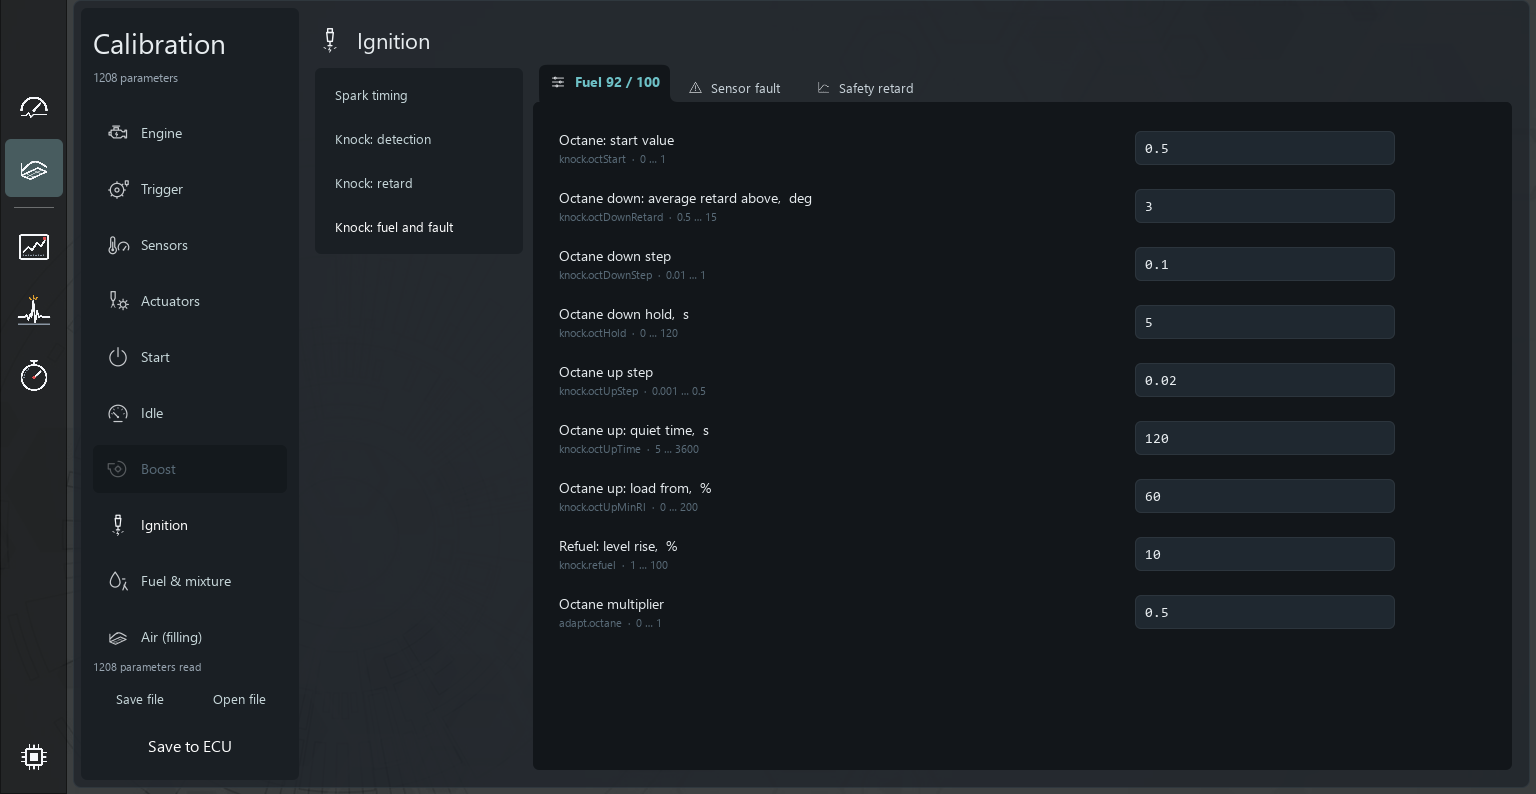 Calibration
1208 parameters
Engine
Trigger
Sensors
Actuators
Start
Idle
Boost
Ignition
Fuel & mixture
Air (filling)
1208 parameters read
Save file
Open file
Save to ECU
Ignition
Spark timing
Knock: detection
Knock: retard
Knock: fuel and fault
Fuel 92 / 100
Sensor fault
Safety retard
Octane: start value
knock.octStart · 0 ... 1
0.5
Octane down: average retard above, deg
knock.octDownRetard · 0.5 ... 15
3
Octane down step
knock.octDownStep · 0.01 ... 1
0.1
Octane down hold, s
knock.octHold · 0 ... 120
5
Octane up step
knock.octUpStep · 0.001 ... 0.5
0.02
Octane up: quiet time, s
knock.octUpTime · 5 ... 3600
120
Octane up: load from, %
knock.octUpMinRl · 0 ... 200
60
Refuel: level rise, %
knock.refuel · 1 ... 100
10
Octane multiplier
adapt.octane · 0 ... 1
0.5